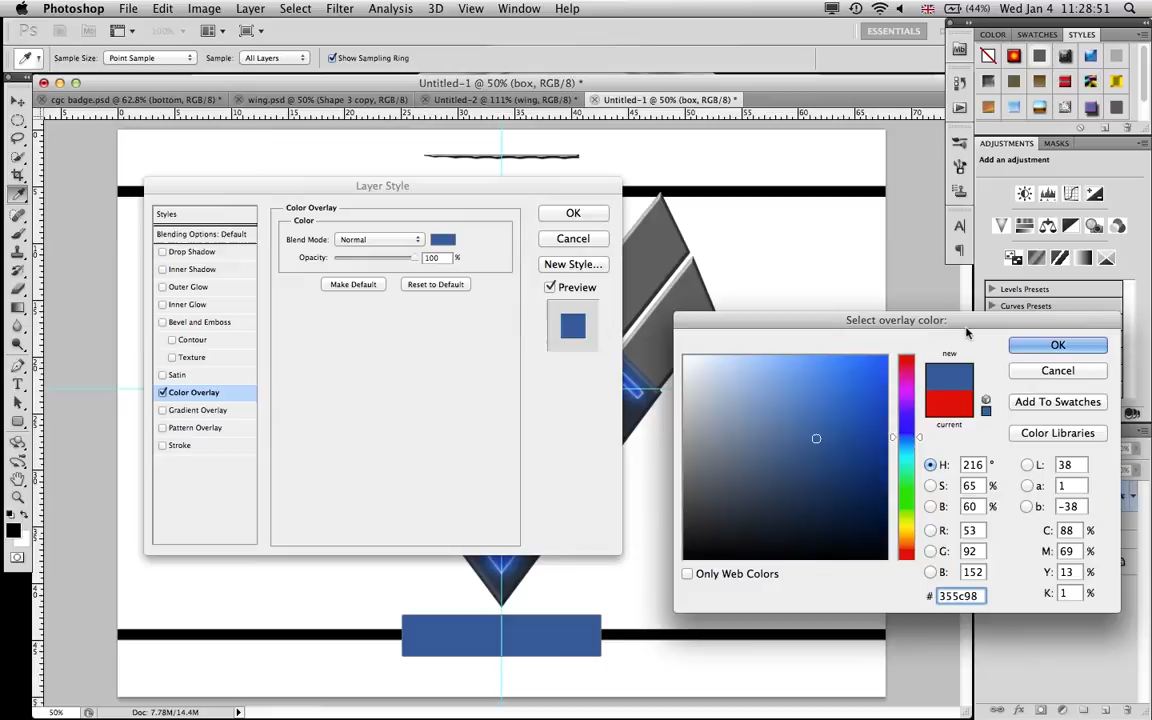 Photoshop File Edit Image Layer Select Filter Analysis 3D View Window Help (44%) Wed Jan 4 11:28:51
Ps 100% ESSENTIALS
Sample Size: Point Sample Sample: All Layers Show Sampling Ring
Untitled-1 @ 50% (box, RGB/8) *
cgc badge.psd @ 62.8% (bottom, RGB/8) * wing.psd @ 50% (Shape 3 copy, RGB/8) Untitled-2 @ 111% (wing, RGB/8) * Untitled-1 @ 50% (box, RGB/8) *
COLOR SWATCHES STYLES
ADJUSTMENTS MASKS
Add an adjustment
Levels Presets
Curves Presets
Layer Style
Styles
Blending Options: Default
Drop Shadow
Inner Shadow
Outer Glow
Inner Glow
Bevel and Emboss
Contour
Texture
Satin
Color Overlay
Gradient Overlay
Pattern Overlay
Stroke
Color Overlay
Color
Blend Mode: Normal
Opacity: 100 %
Make Default Reset to Default
OK
Cancel
New Style...
Preview
Select overlay color:
new
current
OK
Cancel
Add To Swatches
Color Libraries
H: 216 ° L: 38
S: 65 % a: 1
B: 60 % b: -38
R: 53 C: 88 %
G: 92 M: 69 %
B: 152 Y: 13 %
# 355c98 K: 1 %
Only Web Colors
50% Doc: 7.78M/14.4M